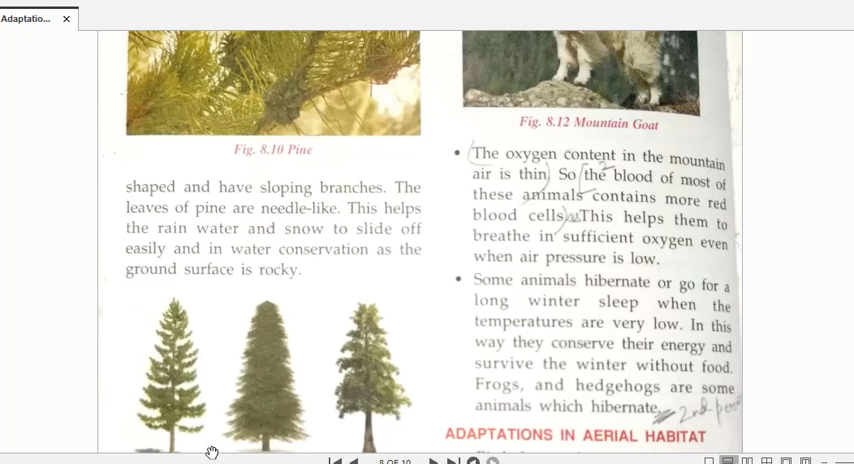 Adaptatio...
Fig. 8.10 Pine
shaped and have sloping branches. The
leaves of pine are needle-like. This helps
the rain water and snow to slide off
easily and in water conservation as the
ground surface is rocky.
Fig. 8.12 Mountain Goat
• The oxygen content in the mountain
air is thin. So the blood of most of
these animals contains more red
blood cells. This helps them to
breathe in sufficient oxygen even
when air pressure is low.
• Some animals hibernate or go for a
long winter sleep when the
temperatures are very low. In this
way they conserve their energy and
survive the winter without food.
Frogs, and hedgehogs are some
animals which hibernate. 2nd
ADAPTATIONS IN AERIAL HABITAT
8 OF 10